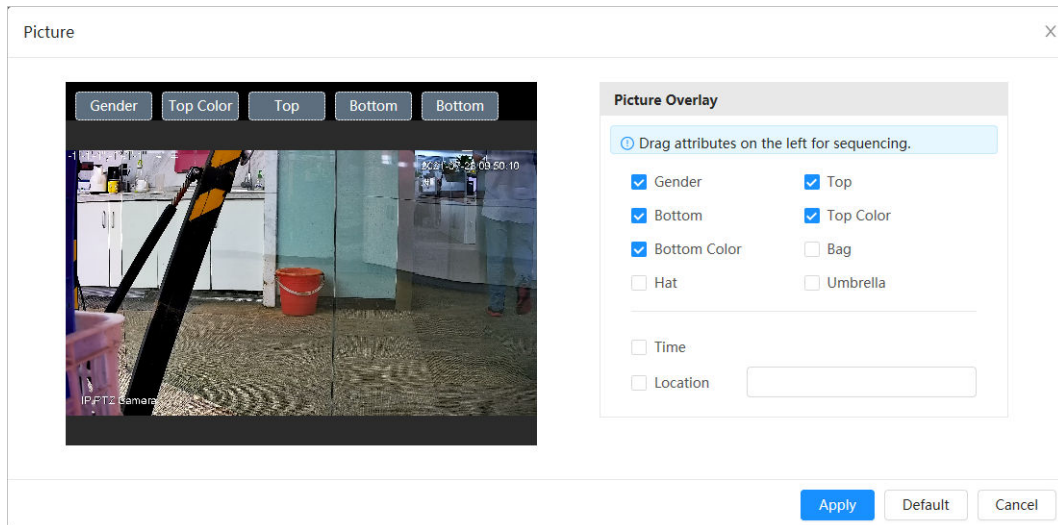 Picture
Gender Top Color Top Bottom Bottom
Picture Overlay
Drag attributes on the left for sequencing.
Gender Top
Bottom Top Color
Bottom Color Bag
Hat Umbrella
Time
Location
IP PTZ Camera
Apply Default Cancel